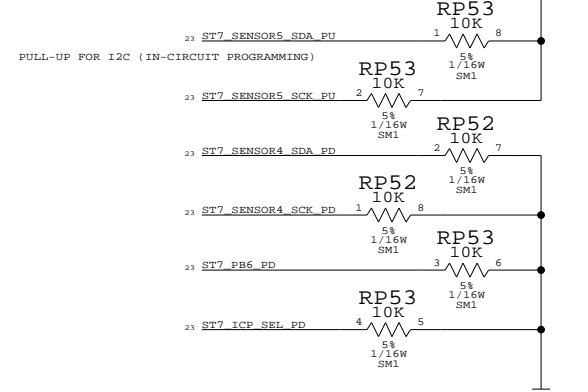 RP53
10K
23 ST7_SENSOR5_SDA_PU 1 8
5%
1/16W
SM1
PULL-UP FOR I2C (IN-CIRCUIT PROGRAMMING)
RP53
10K
23 ST7_SENSOR5_SCK_PU 2 7
5%
1/16W
SM1
RP52
10K
23 ST7_SENSOR4_SDA_PD 2 7
5%
1/16W
SM1
RP52
10K
23 ST7_SENSOR4_SCK_PD 1 8
5%
1/16W
SM1
RP53
10K
23 ST7_PB6_PD 3 6
5%
1/16W
SM1
RP53
10K
23 ST7_ICP_SEL_PD 4 5
5%
1/16W
SM1